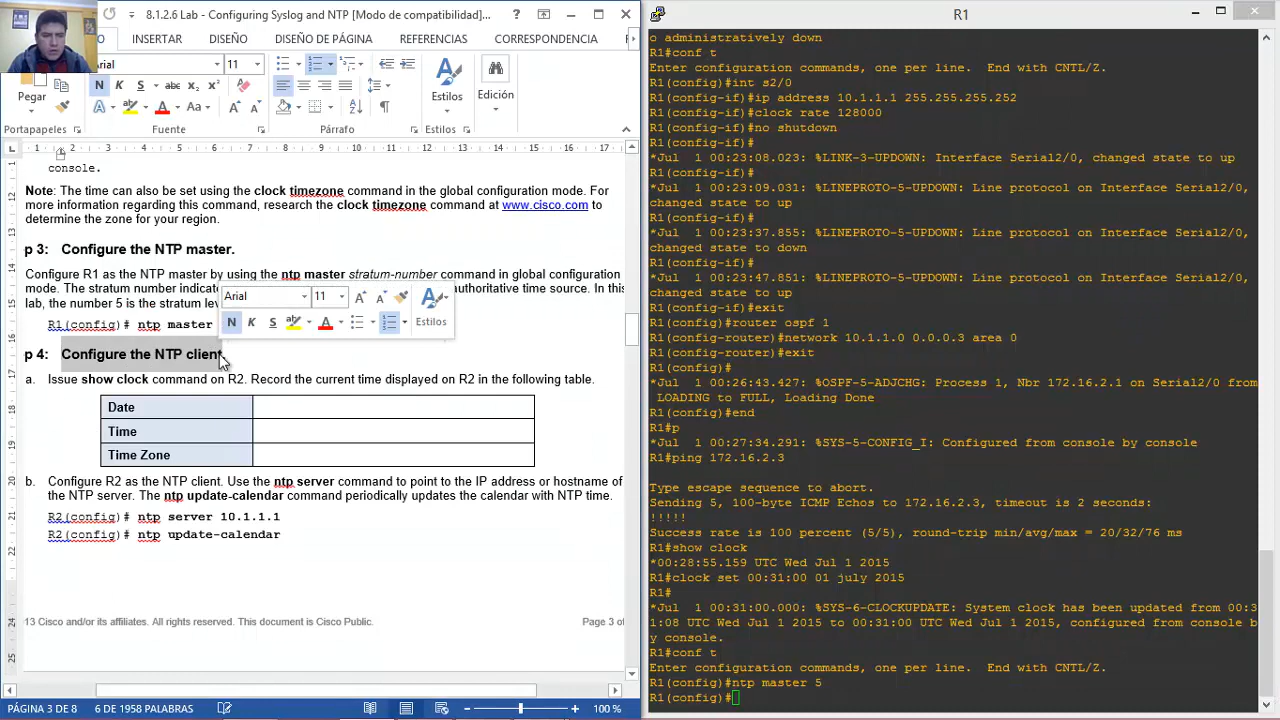 8.1.2.6 Lab - Configuring Syslog and NTP [Modo de compatibilidad]...
INSERTAR DISEÑO DISEÑO DE PÁGINA REFERENCIAS CORRESPONDENCIA
Arial 11
N K S abc x₂ x²
Aa A A
Pegar Estilos Edición
Portapapeles Fuente Párrafo Estilos
1 2 3 4 5 6 7 8 9 10 11 12 13 14 15 16 17
console.
Note: The time can also be set using the clock timezone command in the global configuration mode. For
more information regarding this command, research the clock timezone command at www.cisco.com to
determine the zone for your region.
p 3: Configure the NTP master.
Configure R1 as the NTP master by using the ntp master stratum-number command in global configuration
mode. The stratum number indicat
authoritative time source. In this
lab, the number 5 is the stratum lev
Arial 11
N K S ab A Estilos
R1(config)# ntp master
p 4: Configure the NTP client
a. Issue show clock command on R2. Record the current time displayed on R2 in the following table.
Date
Time
Time Zone
b. Configure R2 as the NTP client. Use the ntp server command to point to the IP address or hostname of
the NTP server. The ntp update-calendar command periodically updates the calendar with NTP time.
R2(config)# ntp server 10.1.1.1
R2(config)# ntp update-calendar
13 Cisco and/or its affiliates. All rights reserved. This document is Cisco Public. Page 3 of
PÁGINA 3 DE 8 6 DE 1958 PALABRAS 100 %
R1
o administratively down
R1#conf t
Enter configuration commands, one per line.  End with CNTL/Z.
R1(config)#int s2/0
R1(config-if)#ip address 10.1.1.1 255.255.255.252
R1(config-if)#clock rate 128000
R1(config-if)#no shutdown
R1(config-if)#
*Jul  1 00:23:08.023: %LINK-3-UPDOWN: Interface Serial2/0, changed state to up
R1(config-if)#
*Jul  1 00:23:09.031: %LINEPROTO-5-UPDOWN: Line protocol on Interface Serial2/0,
changed state to up
R1(config-if)#
*Jul  1 00:23:37.855: %LINEPROTO-5-UPDOWN: Line protocol on Interface Serial2/0,
changed state to down
R1(config-if)#
*Jul  1 00:23:47.851: %LINEPROTO-5-UPDOWN: Line protocol on Interface Serial2/0,
changed state to up
R1(config-if)#exit
R1(config)#router ospf 1
R1(config-router)#network 10.1.1.0 0.0.0.3 area 0
R1(config-router)#exit
R1(config)#
*Jul  1 00:26:43.427: %OSPF-5-ADJCHG: Process 1, Nbr 172.16.2.1 on Serial2/0 from
LOADING to FULL, Loading Done
R1(config)#end
R1#p
*Jul  1 00:27:34.291: %SYS-5-CONFIG_I: Configured from console by console
R1#ping 172.16.2.3
Type escape sequence to abort.
Sending 5, 100-byte ICMP Echos to 172.16.2.3, timeout is 2 seconds:
!!!!!
Success rate is 100 percent (5/5), round-trip min/avg/max = 20/32/76 ms
R1#show clock
*00:28:55.159 UTC Wed Jul 1 2015
R1#clock set 00:31:00 01 july 2015
R1#
*Jul  1 00:31:00.000: %SYS-6-CLOCKUPDATE: System clock has been updated from 00:3
1:08 UTC Wed Jul 1 2015 to 00:31:00 UTC Wed Jul 1 2015, configured from console b
y console.
R1#conf t
Enter configuration commands, one per line.  End with CNTL/Z.
R1(config)#ntp master 5
R1(config)#